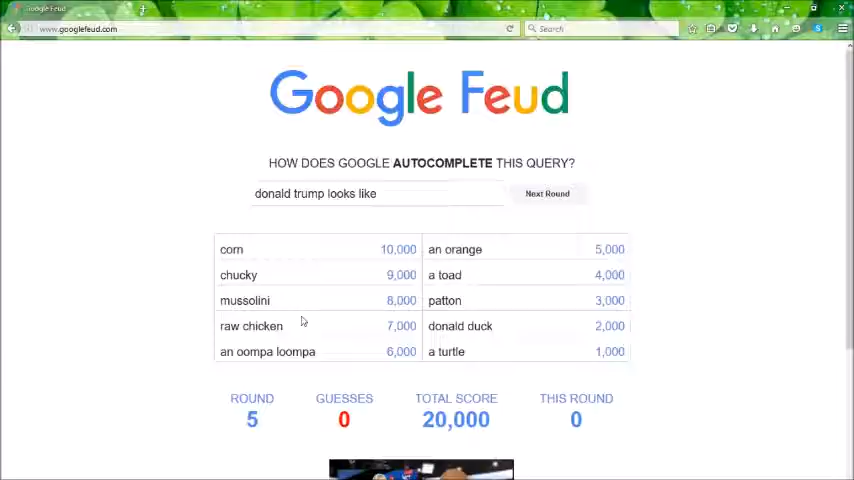 Google Feud
www.googlefeud.com
Search
Google Feud
HOW DOES GOOGLE AUTOCOMPLETE THIS QUERY?
donald trump looks like
Next Round
corn 10,000 an orange 5,000
chucky 9,000 a toad 4,000
mussolini 8,000 patton 3,000
raw chicken 7,000 donald duck 2,000
an oompa loompa 6,000 a turtle 1,000
ROUND GUESSES TOTAL SCORE THIS ROUND
5 0 20,000 0